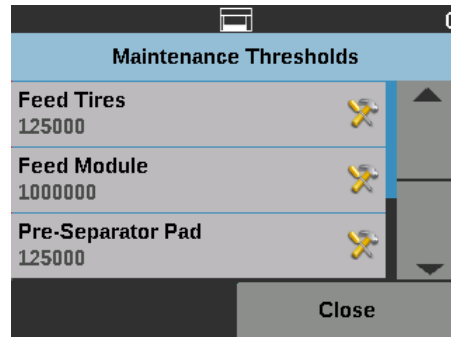 Maintenance Thresholds
Feed Tires
125000
Feed Module
1000000
Pre-Separator Pad
125000
Close